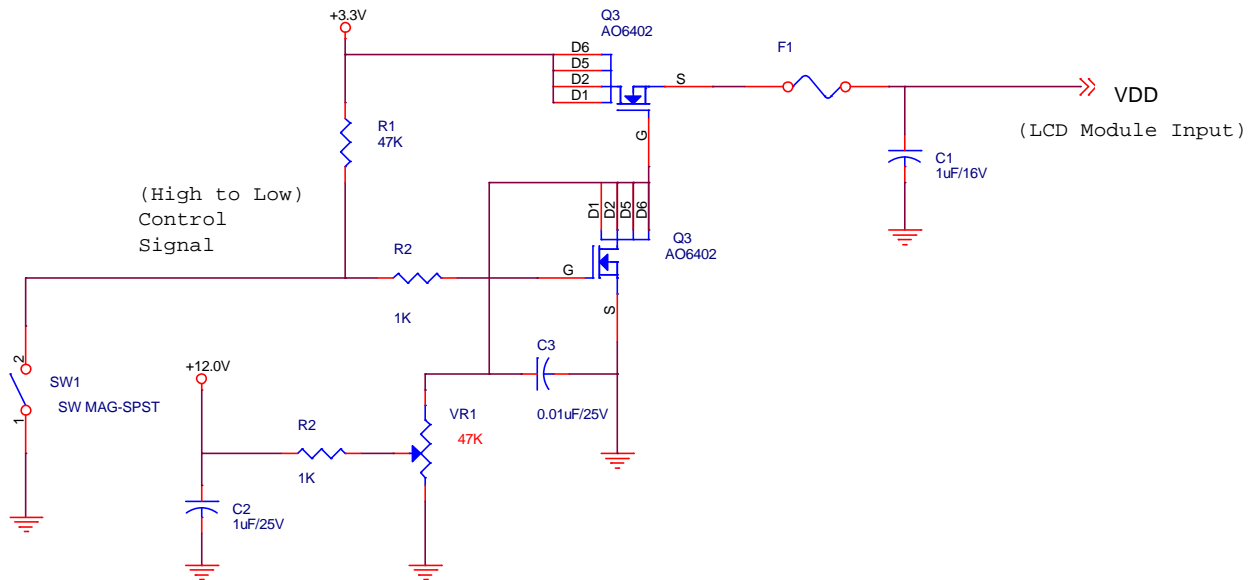 +3.3V
Q3
AO6402
D6
D5
D2
D1
S
G
F1
VDD
(LCD Module Input)
R1
47K
C1
1uF/16V
(High to Low)
Control
Signal
D1
D2
D5
D6
Q3
AO6402
R2
1K
G
S
2
1
SW1
SW MAG-SPST
+12.0V
C3
0.01uF/25V
VR1
47K
R2
1K
C2
1uF/25V